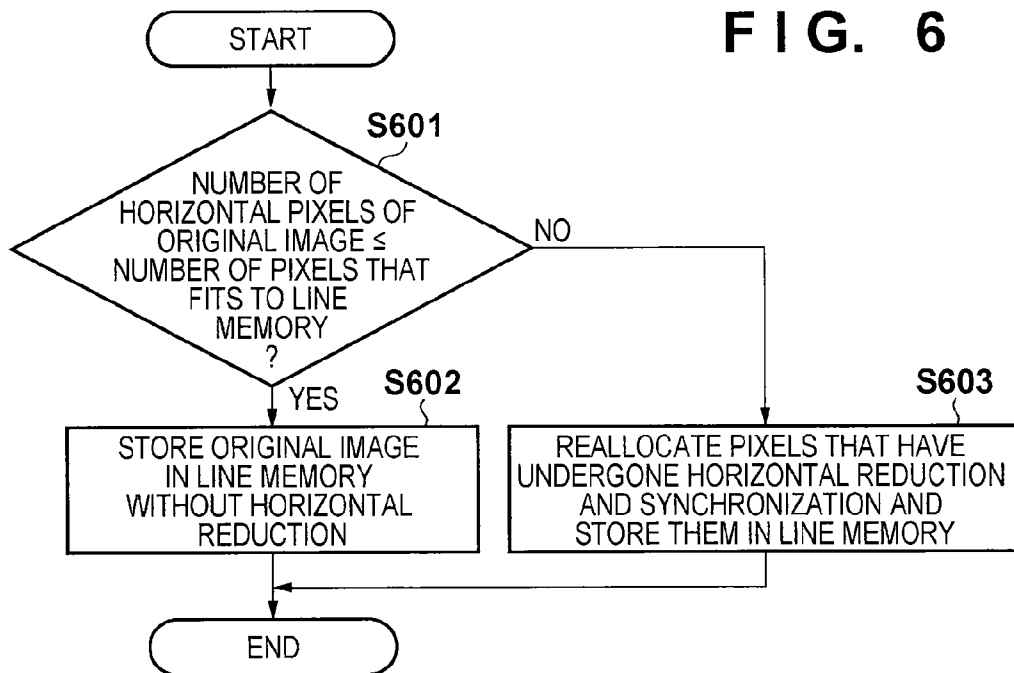 FIG. 6
START
S601
NUMBER OF
HORIZONTAL PIXELS OF
ORIGINAL IMAGE ≤
NUMBER OF PIXELS THAT
FITS TO LINE
MEMORY
?
NO
YES
S602
STORE ORIGINAL IMAGE
IN LINE MEMORY
WITHOUT HORIZONTAL
REDUCTION
S603
REALLOCATE PIXELS THAT HAVE
UNDERGONE HORIZONTAL REDUCTION
AND SYNCHRONIZATION AND
STORE THEM IN LINE MEMORY
END